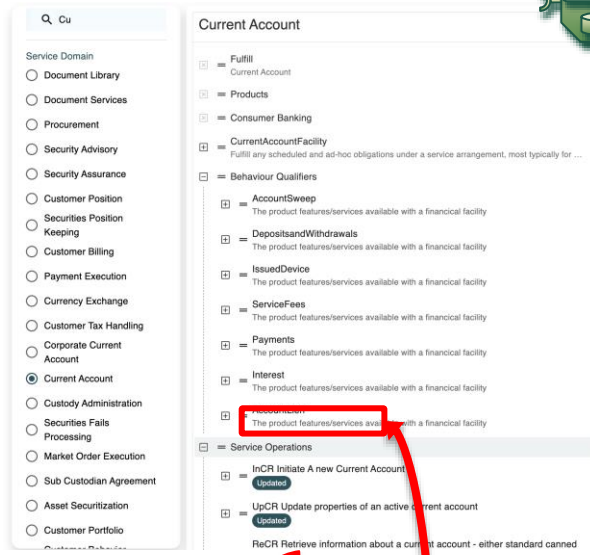 Cu
Service Domain
Document Library
Document Services
Procurement
Security Advisory
Security Assurance
Customer Position
Securities Position
Keeping
Customer Billing
Payment Execution
Currency Exchange
Customer Tax Handling
Corporate Current
Account
Current Account
Custody Administration
Securities Fails
Processing
Market Order Execution
Sub Custodian Agreement
Asset Securitization
Customer Portfolio
Current Account
Fulfill
Current Account
Products
Consumer Banking
CurrentAccountFacility
Fulfill any scheduled and ad-hoc obligations under a service arrangement, most typically for ...
Behaviour Qualifiers
AccountSweep
The product features/services available with a financical facility
DepositsandWithdrawals
The product features/services available with a financical facility
IssuedDevice
The product features/services available with a financical facility
ServiceFees
The product features/services available with a financical facility
Payments
The product features/services available with a financical facility
Interest
The product features/services available with a financical facility
The product features/services available with a financical facility
Service Operations
InCR Initiate A new Current Account
Updated
UpCR Update properties of an active current account
Updated
ReCR Retrieve information about a current account - either standard canned